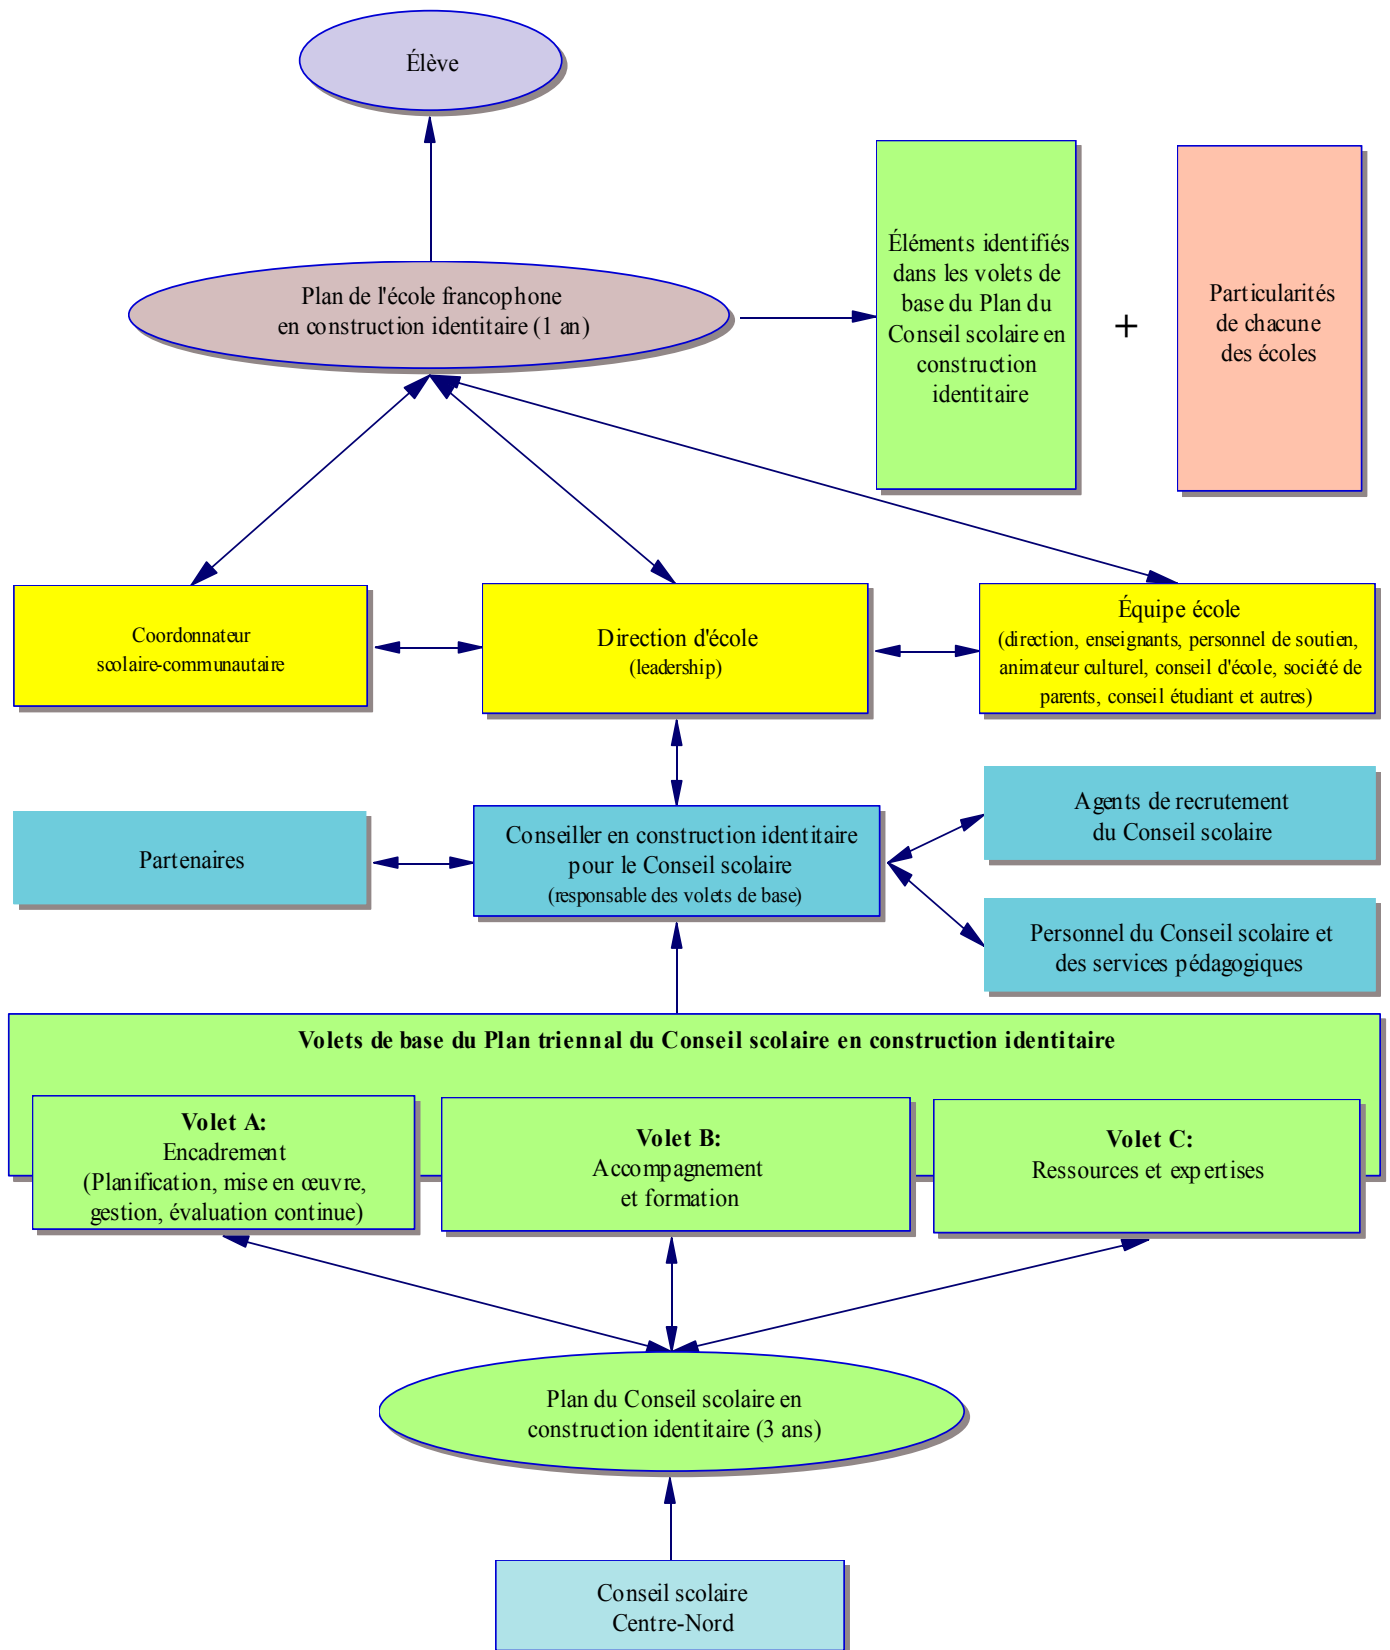 Élève
Plan de l'école francophone
en construction identitaire (1 an)
Éléments identifiés
dans les volets de
base du Plan du
Conseil scolaire en
construction
identitaire
+
Particularités
de chacune
des écoles
Coordonnateur
scolaire-communautaire
Direction d'école
(leadership)
Équipe école
(direction, enseignants, personnel de soutien,
animateur culturel, conseil d'école, société de
parents, conseil étudiant et autres)
Partenaires
Conseiller en construction identitaire
pour le Conseil scolaire
(responsable des volets de base)
Agents de recrutement
du Conseil scolaire
Personnel du Conseil scolaire et
des services pédagogiques
Volets de base du Plan triennal du Conseil scolaire en construction identitaire
Volet A:
Encadrement
(Planification, mise en œuvre,
gestion, évaluation continue)
Volet B:
Accompagnement
et formation
Volet C:
Ressources et expertises
Plan du Conseil scolaire en
construction identitaire (3 ans)
Conseil scolaire
Centre-Nord